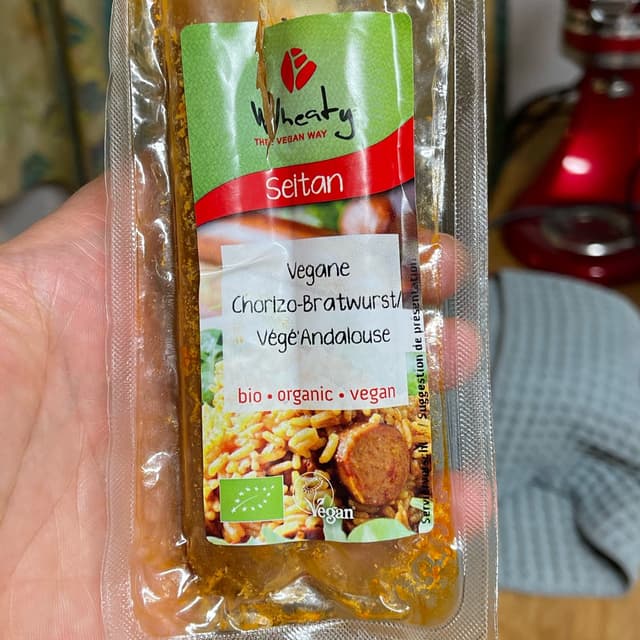 Wheaty
THE VEGAN WAY
Seitan
Vegane
Chorizo-Bratwurst/
Végé'Andalouse
bio • organic • vegan
Vegan
Suggestion de présentation